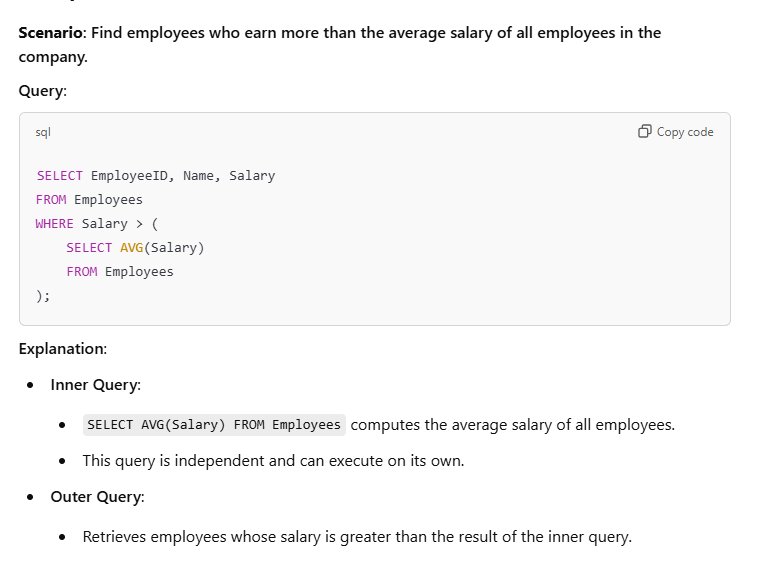 Scenario: Find employees who earn more than the average salary of all employees in the
company.
Query:
sql
Copy code
SELECT EmployeeID, Name, Salary
FROM Employees
WHERE Salary > (
    SELECT AVG(Salary)
    FROM Employees
);
Explanation:
• Inner Query:
• SELECT AVG(Salary) FROM Employees computes the average salary of all employees.
• This query is independent and can execute on its own.
• Outer Query:
• Retrieves employees whose salary is greater than the result of the inner query.